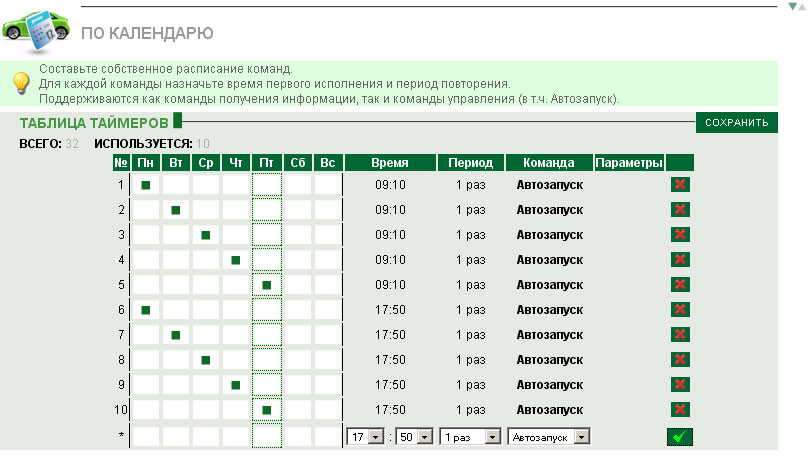 ПО КАЛЕНДАРЮ
Составьте собственное расписание команд.
Для каждой команды назначьте время первого исполнения и период повторения.
Поддерживаются как команды получения информации, так и команды управления (в т.ч. Автозапуск).
ТАБЛИЦА ТАЙМЕРОВ СОХРАНИТЬ
ВСЕГО: 32 ИСПОЛЬЗУЕТСЯ: 10
№ Пн Вт Ср Чт Пт Сб Вс Время Период Команда Параметры
1 09:10 1 раз Автозапуск
2 09:10 1 раз Автозапуск
3 09:10 1 раз Автозапуск
4 09:10 1 раз Автозапуск
5 09:10 1 раз Автозапуск
6 17:50 1 раз Автозапуск
7 17:50 1 раз Автозапуск
8 17:50 1 раз Автозапуск
9 17:50 1 раз Автозапуск
10 17:50 1 раз Автозапуск
* 17 : 50 1 раз Автозапуск